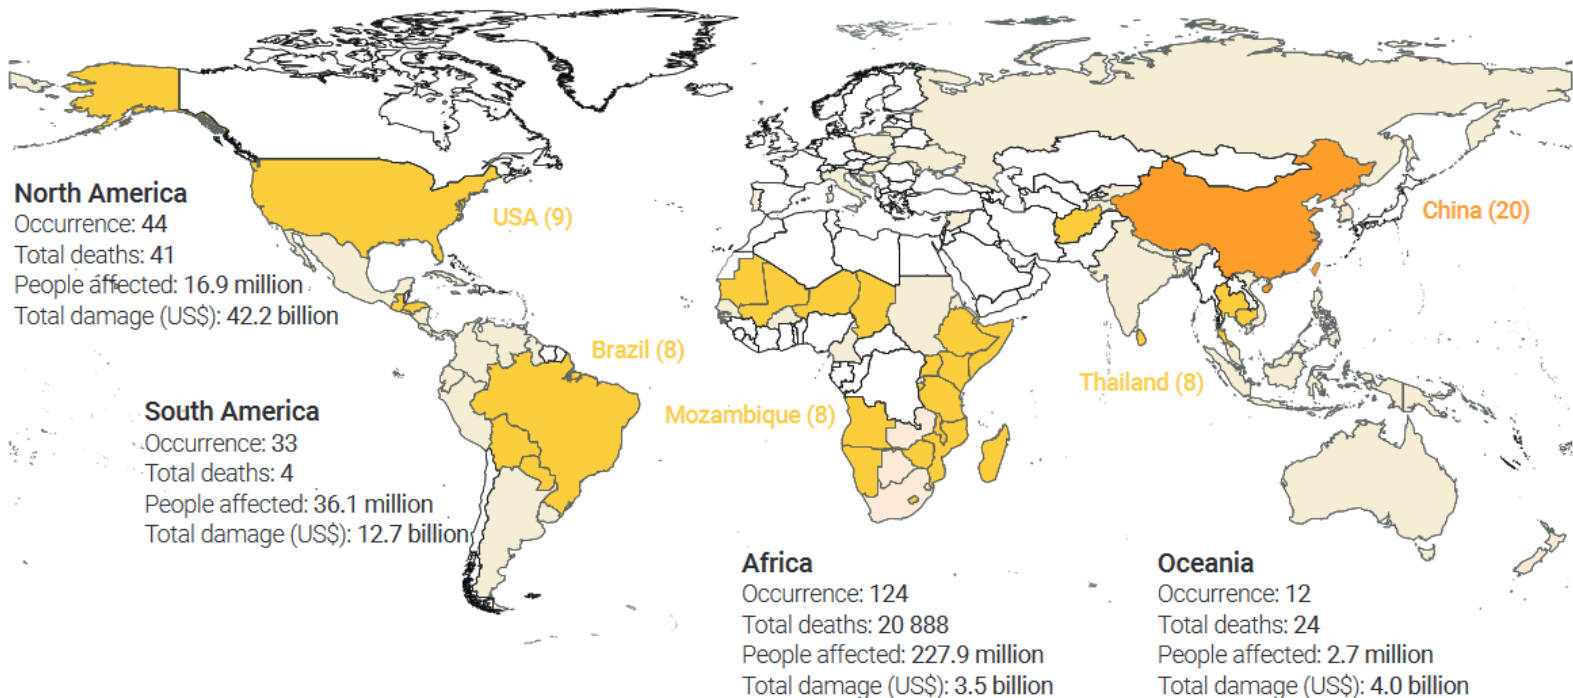 North America
Occurrence: 44
Total deaths: 41
People affected: 16.9 million
Total damage (US$): 42.2 billion
USA (9)
China (20)
Brazil (8)
Mozambique (8)
Thailand (8)
South America
Occurrence: 33
Total deaths: 4
People affected: 36.1 million
Total damage (US$): 12.7 billion
Africa
Occurrence: 124
Total deaths: 20 888
People affected: 227.9 million
Total damage (US$): 3.5 billion
Oceania
Occurrence: 12
Total deaths: 24
People affected: 2.7 million
Total damage (US$): 4.0 billion